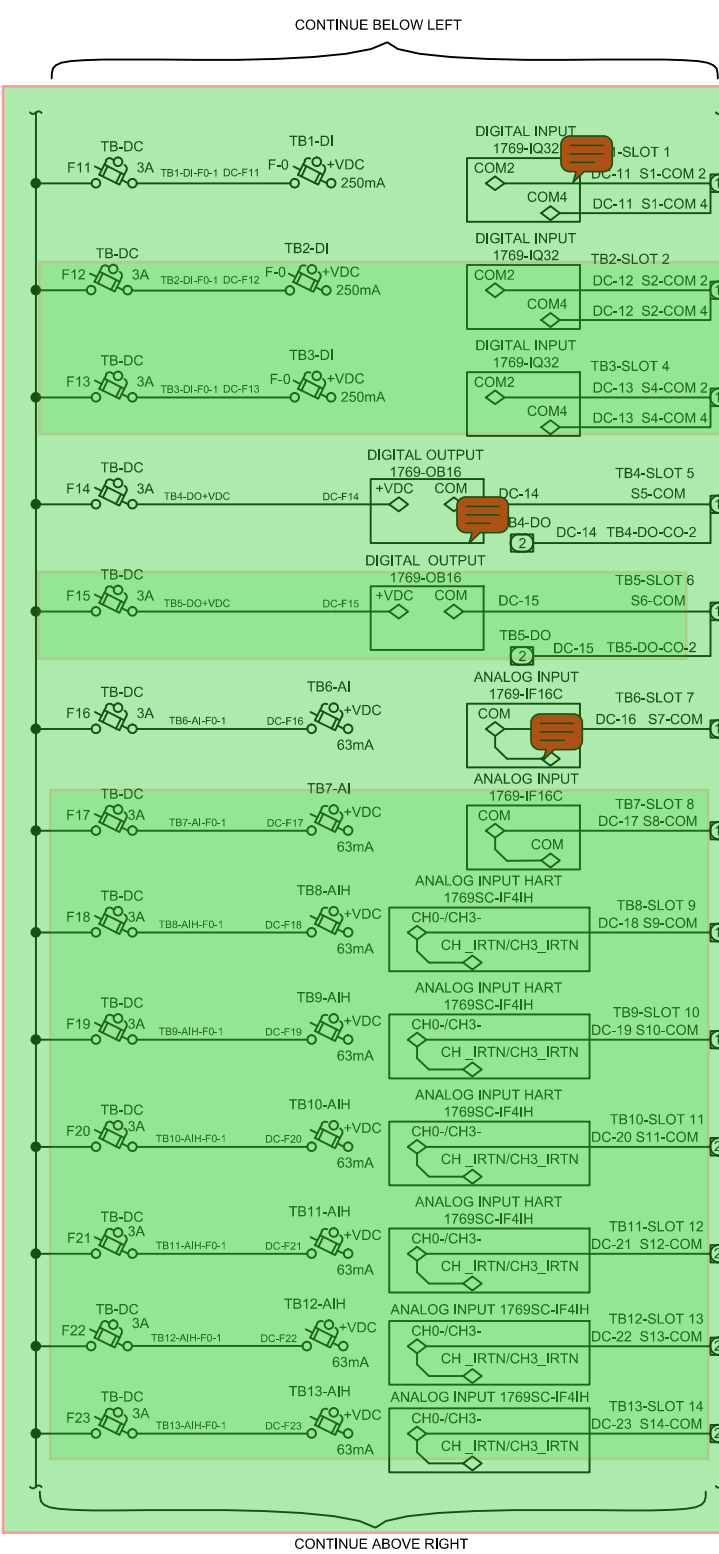 CONTINUE BELOW LEFT
DIGITAL INPUT
TB-DC TB1-DI 1769-IQ32 1-SLOT 1
F11 3A TB1-DI-F0-1 DC-F11 F-0 +VDC 250mA COM2 DC-11 S1-COM 2
COM4 DC-11 S1-COM 4
DIGITAL INPUT
TB-DC TB2-DI 1769-IQ32 TB2-SLOT 2
F12 3A TB2-DI-F0-1 DC-F12 F-0 +VDC 250mA COM2 DC-12 S2-COM 2
COM4 DC-12 S2-COM 4
DIGITAL INPUT
TB-DC TB3-DI 1769-IQ32 TB3-SLOT 4
F13 3A TB3-DI-F0-1 DC-F13 F-0 +VDC 250mA COM2 DC-13 S4-COM 2
COM4 DC-13 S4-COM 4
DIGITAL OUTPUT
TB-DC 1769-OB16 TB4-SLOT 5
F14 3A TB4-DO+VDC DC-F14 +VDC COM DC-14 S5-COM
B4-DO
2 DC-14 TB4-DO-CO-2
DIGITAL OUTPUT
TB-DC 1769-OB16 TB5-SLOT 6
F15 3A TB5-DO+VDC DC-F15 +VDC COM DC-15 S6-COM
TB5-DO
2 DC-15 TB5-DO-CO-2
ANALOG INPUT
TB-DC TB6-AI 1769-IF16C TB6-SLOT 7
F16 3A TB6-AI-F0-1 DC-F16 +VDC 63mA COM DC-16 S7-COM
ANALOG INPUT
TB-DC TB7-AI 1769-IF16C TB7-SLOT 8
F17 3A TB7-AI-F0-1 DC-F17 +VDC 63mA COM DC-17 S8-COM
COM
ANALOG INPUT HART
TB-DC TB8-AIH 1769SC-IF4IH TB8-SLOT 9
F18 3A TB8-AIH-F0-1 DC-F18 +VDC 63mA CH0-/CH3- DC-18 S9-COM
CH _IRTN/CH3_IRTN
ANALOG INPUT HART
TB-DC TB9-AIH 1769SC-IF4IH TB9-SLOT 10
F19 3A TB9-AIH-F0-1 DC-F19 +VDC 63mA CH0-/CH3- DC-19 S10-COM
CH _IRTN/CH3_IRTN
ANALOG INPUT HART
TB-DC TB10-AIH 1769SC-IF4IH TB10-SLOT 11
F20 3A TB10-AIH-F0-1 DC-F20 +VDC 63mA CH0-/CH3- DC-20 S11-COM
CH _IRTN/CH3_IRTN
ANALOG INPUT HART
TB-DC TB11-AIH 1769SC-IF4IH TB11-SLOT 12
F21 3A TB11-AIH-F0-1 DC-F21 +VDC 63mA CH0-/CH3- DC-21 S12-COM
CH _IRTN/CH3_IRTN
TB-DC TB12-AIH ANALOG INPUT 1769SC-IF4IH TB12-SLOT 13
F22 3A TB12-AIH-F0-1 DC-F22 +VDC 63mA CH0-/CH3- DC-22 S13-COM
CH _IRTN/CH3_IRTN
TB-DC TB13-AIH ANALOG INPUT 1769SC-IF4IH TB13-SLOT 14
F23 3A TB13-AIH-F0-1 DC-F23 +VDC 63mA CH0-/CH3- DC-23 S14-COM
CH _IRTN/CH3_IRTN
CONTINUE ABOVE RIGHT